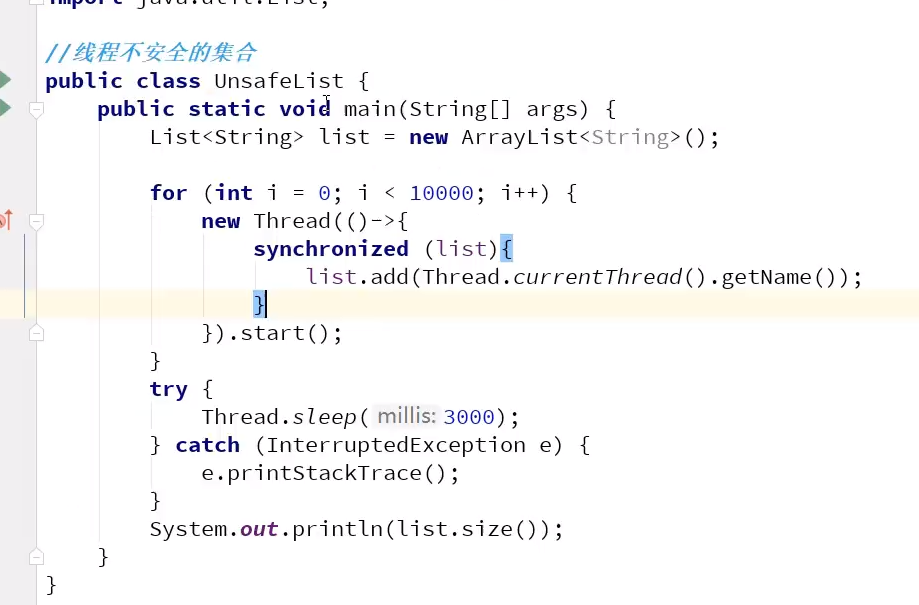 import java.util.List;
//线程不安全的集合
public class UnsafeList {
    public static void main(String[] args) {
        List<String> list = new ArrayList<String>();
        for (int i = 0; i < 10000; i++) {
            new Thread(()->{
                synchronized (list){
                    list.add(Thread.currentThread().getName());
                }
            }).start();
        }
        try {
            Thread.sleep( millis: 3000);
        } catch (InterruptedException e) {
            e.printStackTrace();
        }
        System.out.println(list.size());
    }
}